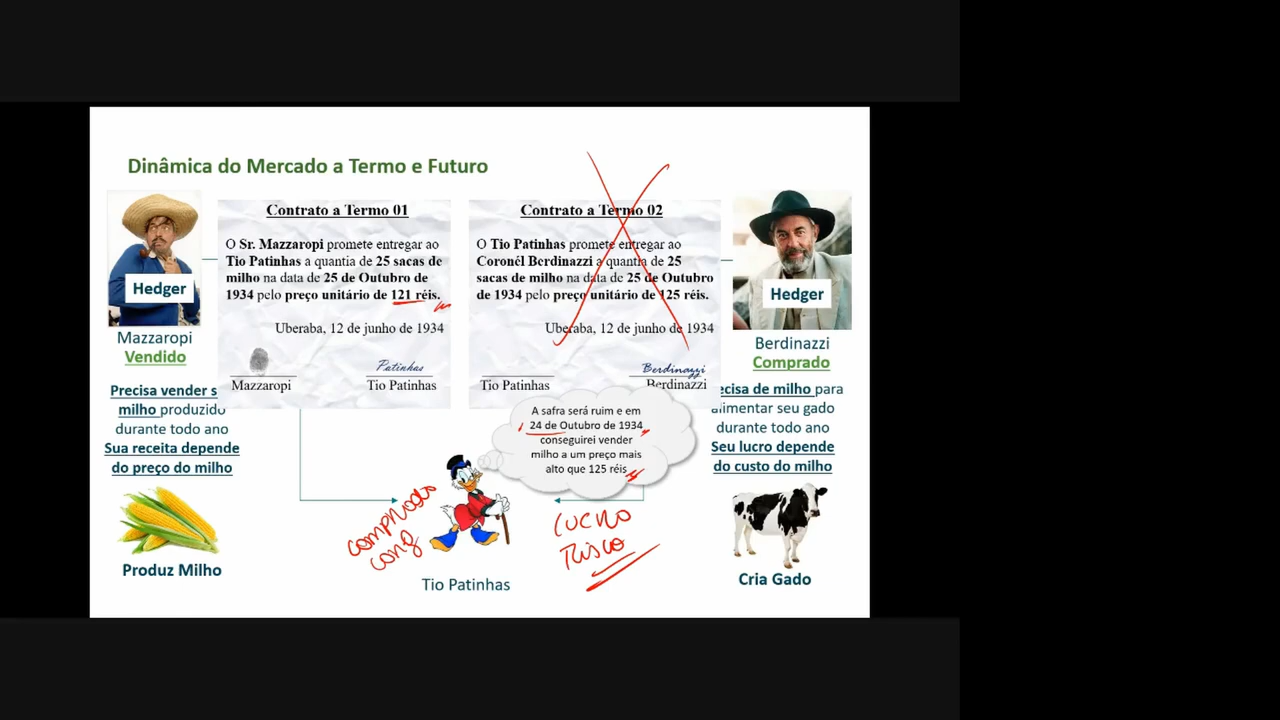 Dinâmica do Mercado a Termo e Futuro
Hedger
Mazzaropi
Vendido
Precisa vender s
milho produzido
durante todo ano
Sua receita depende
do preço do milho
Produz Milho
Contrato a Termo 01
O Sr. Mazzaropi promete entregar ao
Tio Patinhas a quantia de 25 sacas de
milho na data de 25 de Outubro de
1934 pelo preço unitário de 121 réis.
Uberaba, 12 de junho de 1934
Patinhas
Mazzaropi Tio Patinhas
Contrato a Termo 02
O Tio Patinhas promete entregar ao
Coronél Berdinazzi a quantia de 25
sacas de milho na data de 25 de Outubro
de 1934 pelo preço unitário de 125 réis.
Uberaba, 12 de junho de 1934
Berdinazzi
Tio Patinhas Berdinazzi
A safra será ruim e em
24 de Outubro de 1934
conseguirei vender
milho a um preço mais
alto que 125 réis
comprado
Lucro
Risco
Tio Patinhas
Hedger
Berdinazzi
Comprado
ecisa de milho para
alimentar seu gado
durante todo ano
Seu lucro depende
do custo do milho
Cria Gado